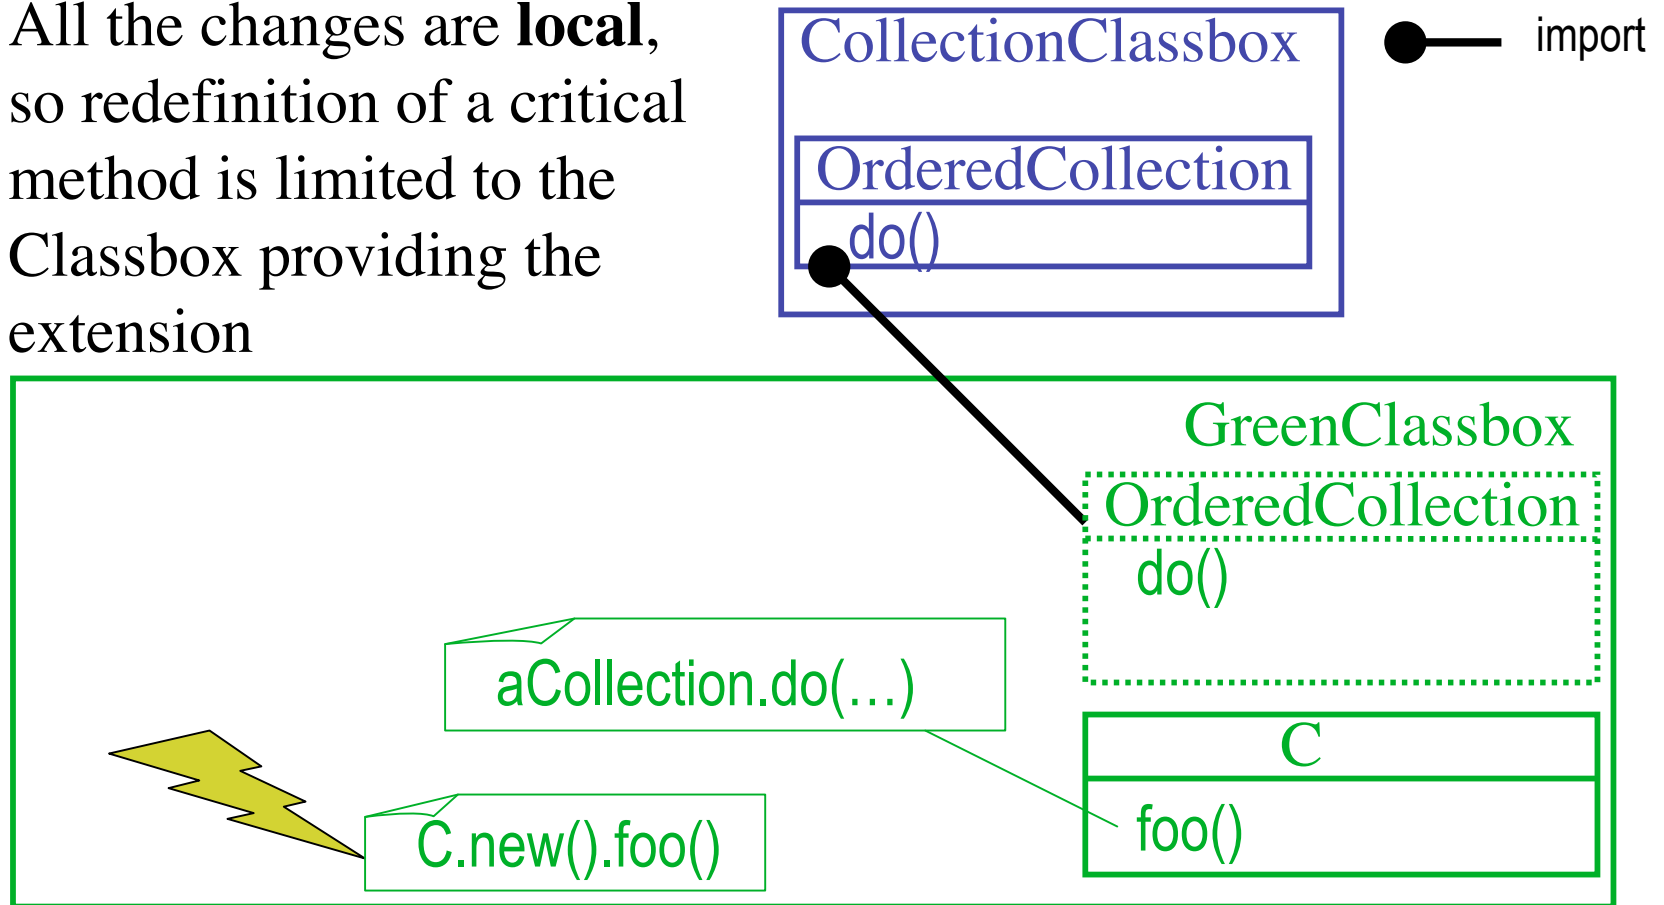 All the changes are local,
so redefinition of a critical
method is limited to the
Classbox providing the
extension
CollectionClassbox
import
OrderedCollection
do()
GreenClassbox
OrderedCollection
do()
aCollection.do(…)
C
C.new().foo()
foo()